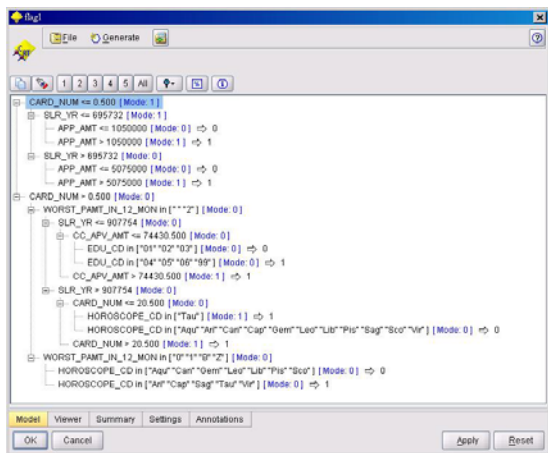 flag1
File Generate
1 2 3 4 5 All
CARD_NUM <= 0.500 [Mode: 1]
SLR_YR <= 695732 [Mode: 1]
APP_AMT <= 1050000 [Mode: 0] ⇨ 0
APP_AMT > 1050000 [Mode: 1] ⇨ 1
SLR_YR > 695732 [Mode: 0]
APP_AMT <= 5075000 [Mode: 0] ⇨ 0
APP_AMT > 5075000 [Mode: 1] ⇨ 1
CARD_NUM > 0.500 [Mode: 0]
WORST_PAMT_IN_12_MON in [" " "2"] [Mode: 0]
SLR_YR <= 907754 [Mode: 0]
CC_APV_AMT <= 74430.500 [Mode: 0]
EDU_CD in ["01" "02" "03"] [Mode: 0] ⇨ 0
EDU_CD in ["04" "05" "06" "99"] [Mode: 0] ⇨ 1
CC_APV_AMT > 74430.500 [Mode: 1] ⇨ 1
SLR_YR > 907754 [Mode: 0]
CARD_NUM <= 20.500 [Mode: 0]
HOROSCOPE_CD in ["Tau"] [Mode: 1] ⇨ 1
HOROSCOPE_CD in ["Aqu" "Ari" "Can" "Cap" "Gem" "Leo" "Lib" "Pis" "Sag" "Sco" "Vir"] [Mode: 0] ⇨ 0
CARD_NUM > 20.500 [Mode: 1] ⇨ 1
WORST_PAMT_IN_12_MON in ["0" "1" "Z"] [Mode: 0]
HOROSCOPE_CD in ["Aqu" "Can" "Gem" "Leo" "Lib" "Pis" "Sco"] [Mode: 0] ⇨ 0
HOROSCOPE_CD in ["Ari" "Cap" "Sag" "Tau" "Vir"] [Mode: 0] ⇨ 1
Model Viewer Summary Settings Annotations
OK Cancel Apply Reset